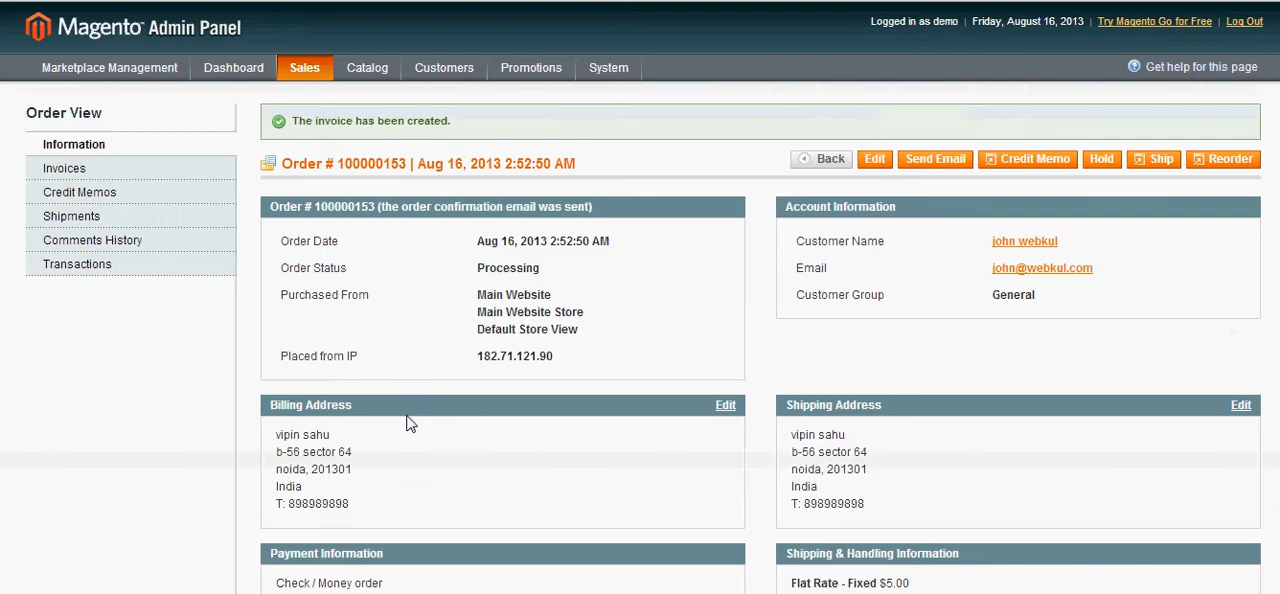 Magento Admin Panel
Logged in as demo | Friday, August 16, 2013 | Try Magento Go for Free | Log Out
Marketplace Management Dashboard Sales Catalog Customers Promotions System Get help for this page
Order View
Information
Invoices
Credit Memos
Shipments
Comments History
Transactions
The invoice has been created.
Order # 100000153 | Aug 16, 2013 2:52:50 AM
Back Edit Send Email Credit Memo Hold Ship Reorder
Order # 100000153 (the order confirmation email was sent)
Order Date Aug 16, 2013 2:52:50 AM
Order Status Processing
Purchased From Main Website
Main Website Store
Default Store View
Placed from IP 182.71.121.90
Account Information
Customer Name john webkul
Email john@webkul.com
Customer Group General
Billing Address Edit
vipin sahu
b-56 sector 64
noida, 201301
India
T: 898989898
Shipping Address Edit
vipin sahu
b-56 sector 64
noida, 201301
India
T: 898989898
Payment Information
Check / Money order
Shipping & Handling Information
Flat Rate - Fixed $5.00